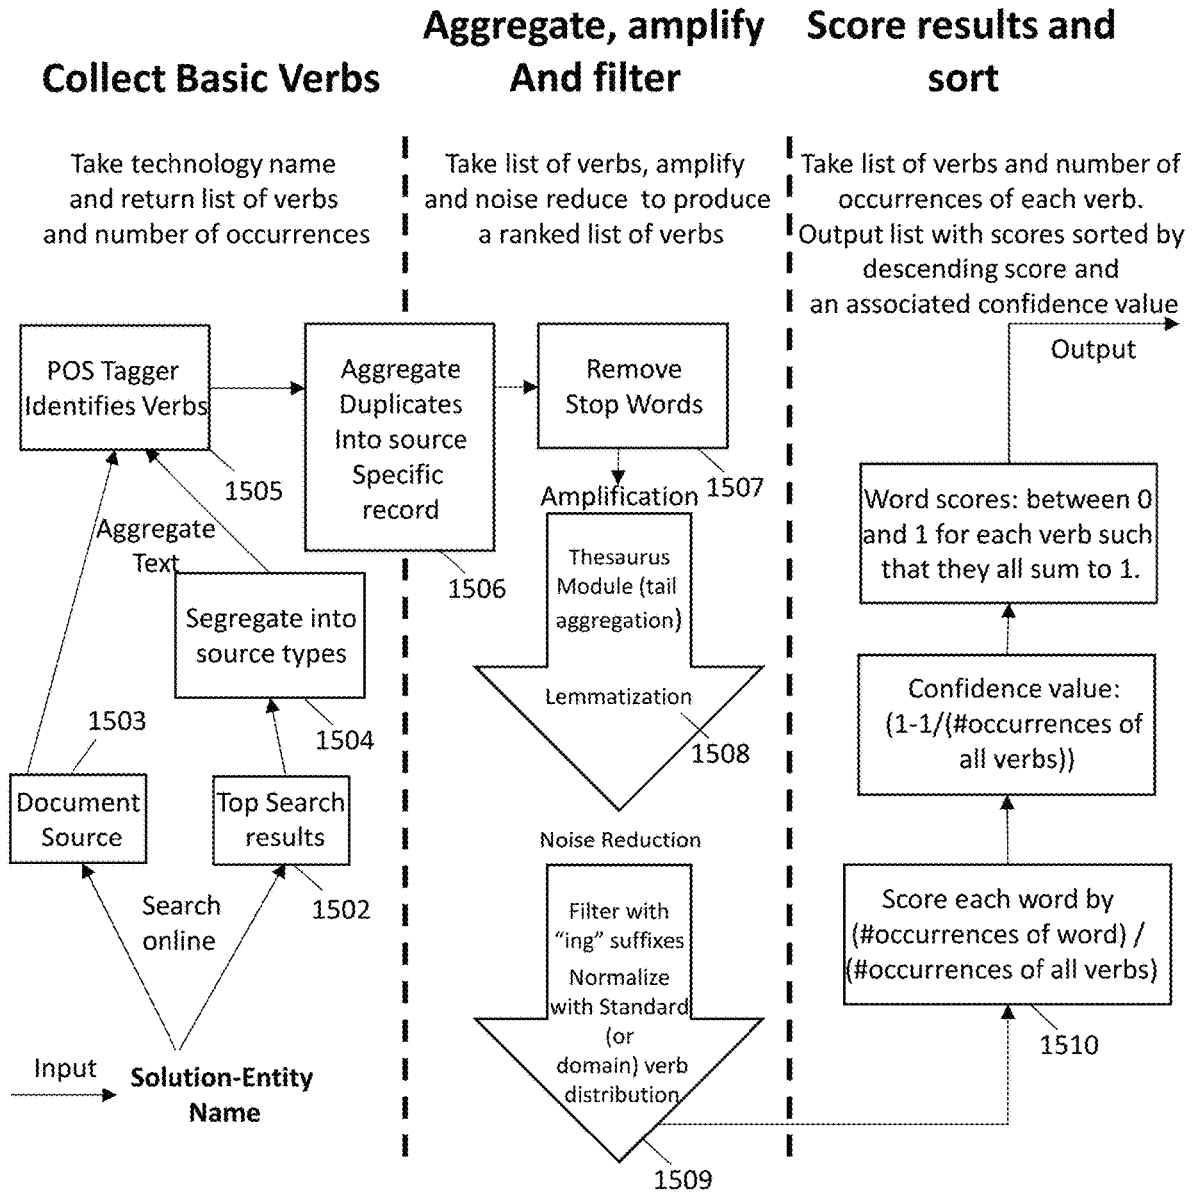 Collect Basic Verbs
Aggregate, amplify
And filter
Score results and
sort
Take technology name
and return list of verbs
and number of occurrences
Take list of verbs, amplify
and noise reduce to produce
a ranked list of verbs
Take list of verbs and number of
occurrences of each verb.
Output list with scores sorted by
descending score and
an associated confidence value
Output
POS Tagger
Identifies Verbs
1505
Aggregate
Text
Segregate into
source types
1504
1503
Document
Source
Top Search
results
1502
Search
online
Input
Solution-Entity
Name
Aggregate
Duplicates
Into source
Specific
record
1506
Remove
Stop Words
1507
Amplification
Thesaurus
Module (tail
aggregation)
Lemmatization
1508
Noise Reduction
Filter with
“ing” suffixes
Normalize
with Standard
(or
domain) verb
distribution
1509
Word scores: between 0
and 1 for each verb such
that they all sum to 1.
Confidence value:
(1-1/(#occurrences of
all verbs))
Score each word by
(#occurrences of word) /
(#occurrences of all verbs)
1510